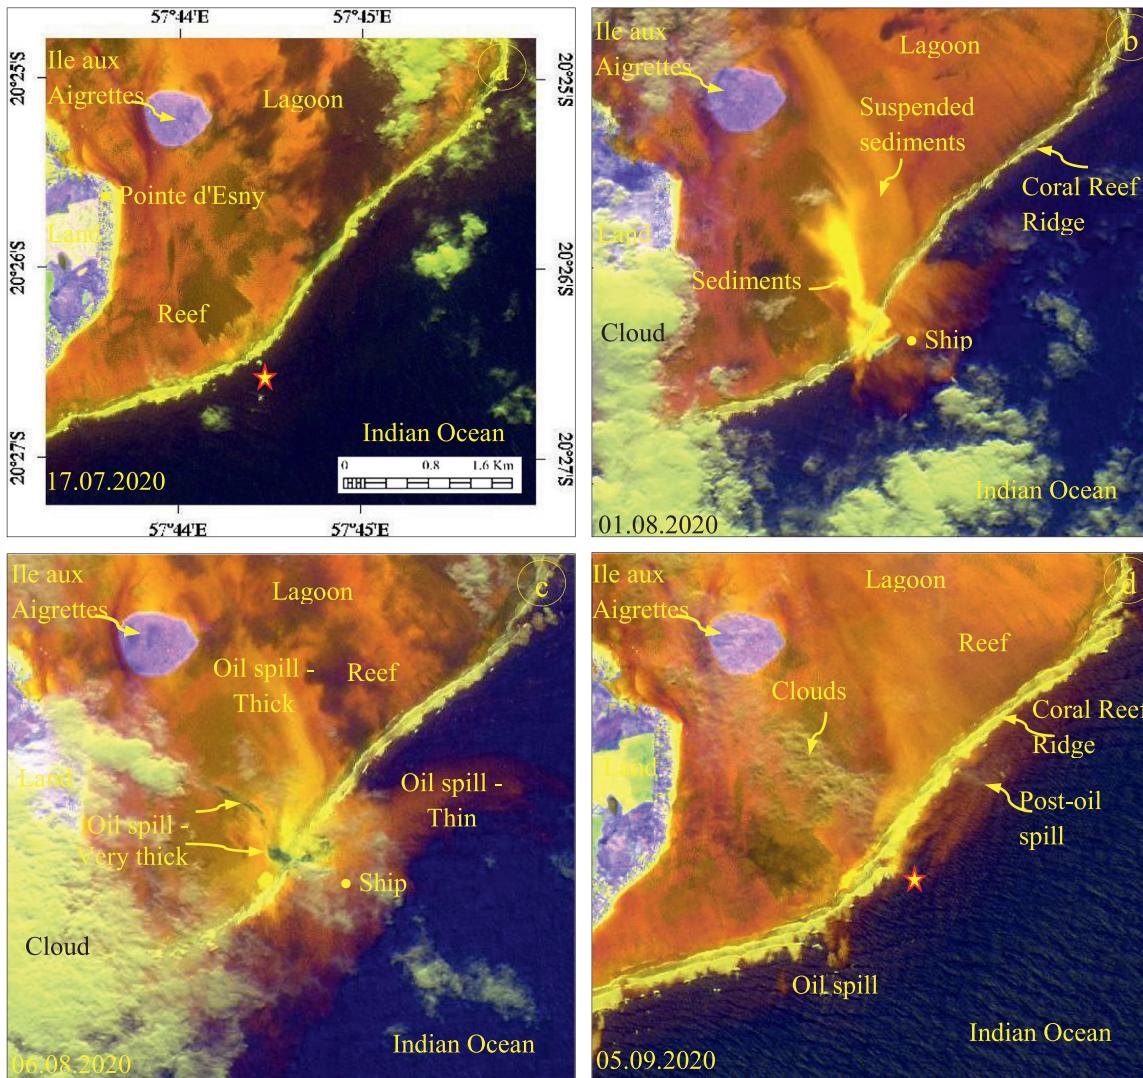 57°44'E
57°45'E
20°25'S
20°26'S
20°27'S
20°25'S
20°26'S
20°27'S
57°44'E
57°45'E
a
Ile aux
Aigrettes
Lagoon
Pointe d'Esny
Land
Reef
Indian Ocean
0 0.8 1.6 Km
17.07.2020
b
Ile aux
Aigrettes
Lagoon
Suspended
sediments
Coral Reef
Ridge
Land
Sediments
Cloud
Ship
Indian Ocean
01.08.2020
c
Ile aux
Aigrettes
Lagoon
Oil spill -
Thick
Reef
Land
Oil spill -
Thin
Oil spill -
Very thick
Ship
Cloud
Indian Ocean
06.08.2020
d
Ile aux
Aigrettes
Lagoon
Reef
Clouds
Coral Reef
Ridge
Land
Post-oil
spill
Oil spill
Indian Ocean
05.09.2020